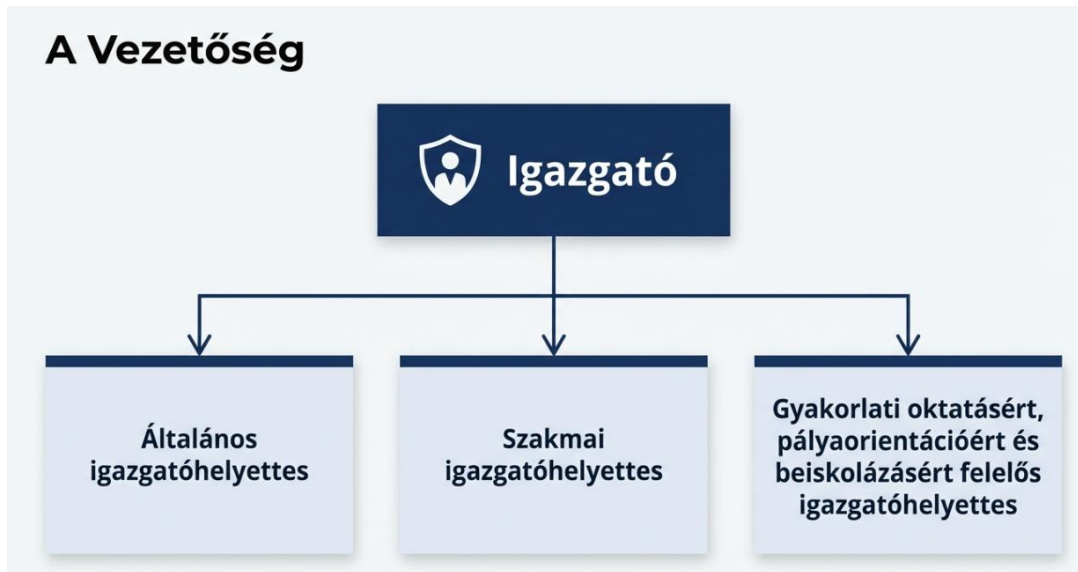 A Vezetőség
Igazgató
Általános
igazgatóhelyettes
Szakmai
igazgatóhelyettes
Gyakorlati oktatásért,
pályaorientációért és
beiskolázásért felelős
igazgatóhelyettes